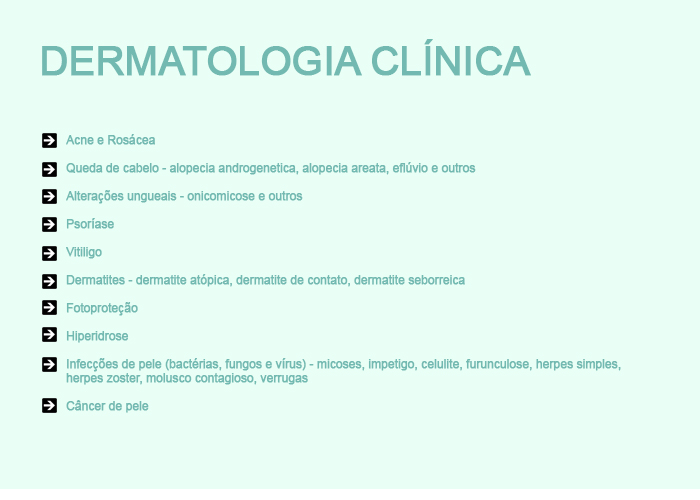 DERMATOLOGIA CLÍNICA
Acne e Rosácea
Queda de cabelo - alopecia androgenetica, alopecia areata, eflúvio e outros
Alterações ungueais - onicomicose e outros
Psoríase
Vitiligo
Dermatites - dermatite atópica, dermatite de contato, dermatite seborreica
Fotoproteção
Hiperidrose
Infecções de pele (bactérias, fungos e vírus) - micoses, impetigo, celulite, furunculose, herpes simples,
herpes zoster, molusco contagioso, verrugas
Câncer de pele